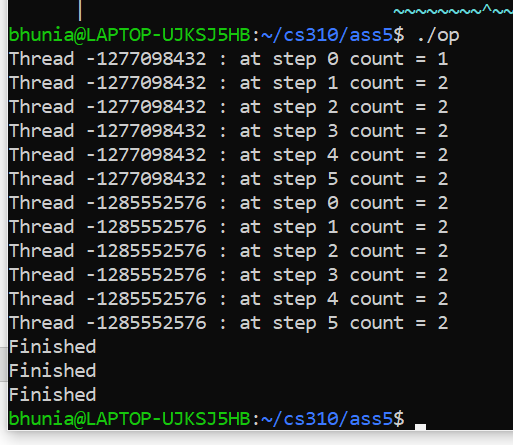 | ~~~~~~~~^~~
bhunia@LAPTOP-UJKSJ5HB:~/cs310/ass5$ ./op
Thread -1277098432 : at step 0 count = 1
Thread -1277098432 : at step 1 count = 2
Thread -1277098432 : at step 2 count = 2
Thread -1277098432 : at step 3 count = 2
Thread -1277098432 : at step 4 count = 2
Thread -1277098432 : at step 5 count = 2
Thread -1285552576 : at step 0 count = 2
Thread -1285552576 : at step 1 count = 2
Thread -1285552576 : at step 2 count = 2
Thread -1285552576 : at step 3 count = 2
Thread -1285552576 : at step 4 count = 2
Thread -1285552576 : at step 5 count = 2
Finished
Finished
Finished
bhunia@LAPTOP-UJKSJ5HB:~/cs310/ass5$